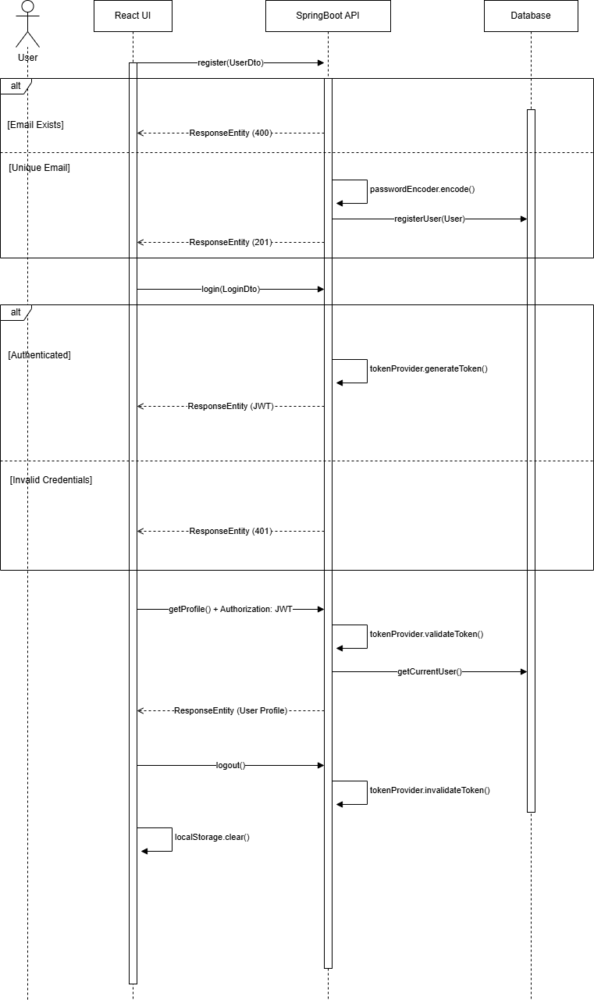 React UI
SpringBoot API
Database
User
register(UserDto)
alt
[Email Exists]
ResponseEntity (400)
[Unique Email]
passwordEncoder.encode()
registerUser(User)
ResponseEntity (201)
login(LoginDto)
alt
[Authenticated]
tokenProvider.generateToken()
ResponseEntity (JWT)
[Invalid Credentials]
ResponseEntity (401)
getProfile() + Authorization: JWT
tokenProvider.validateToken()
getCurrentUser()
ResponseEntity (User Profile)
logout()
tokenProvider.invalidateToken()
localStorage.clear()